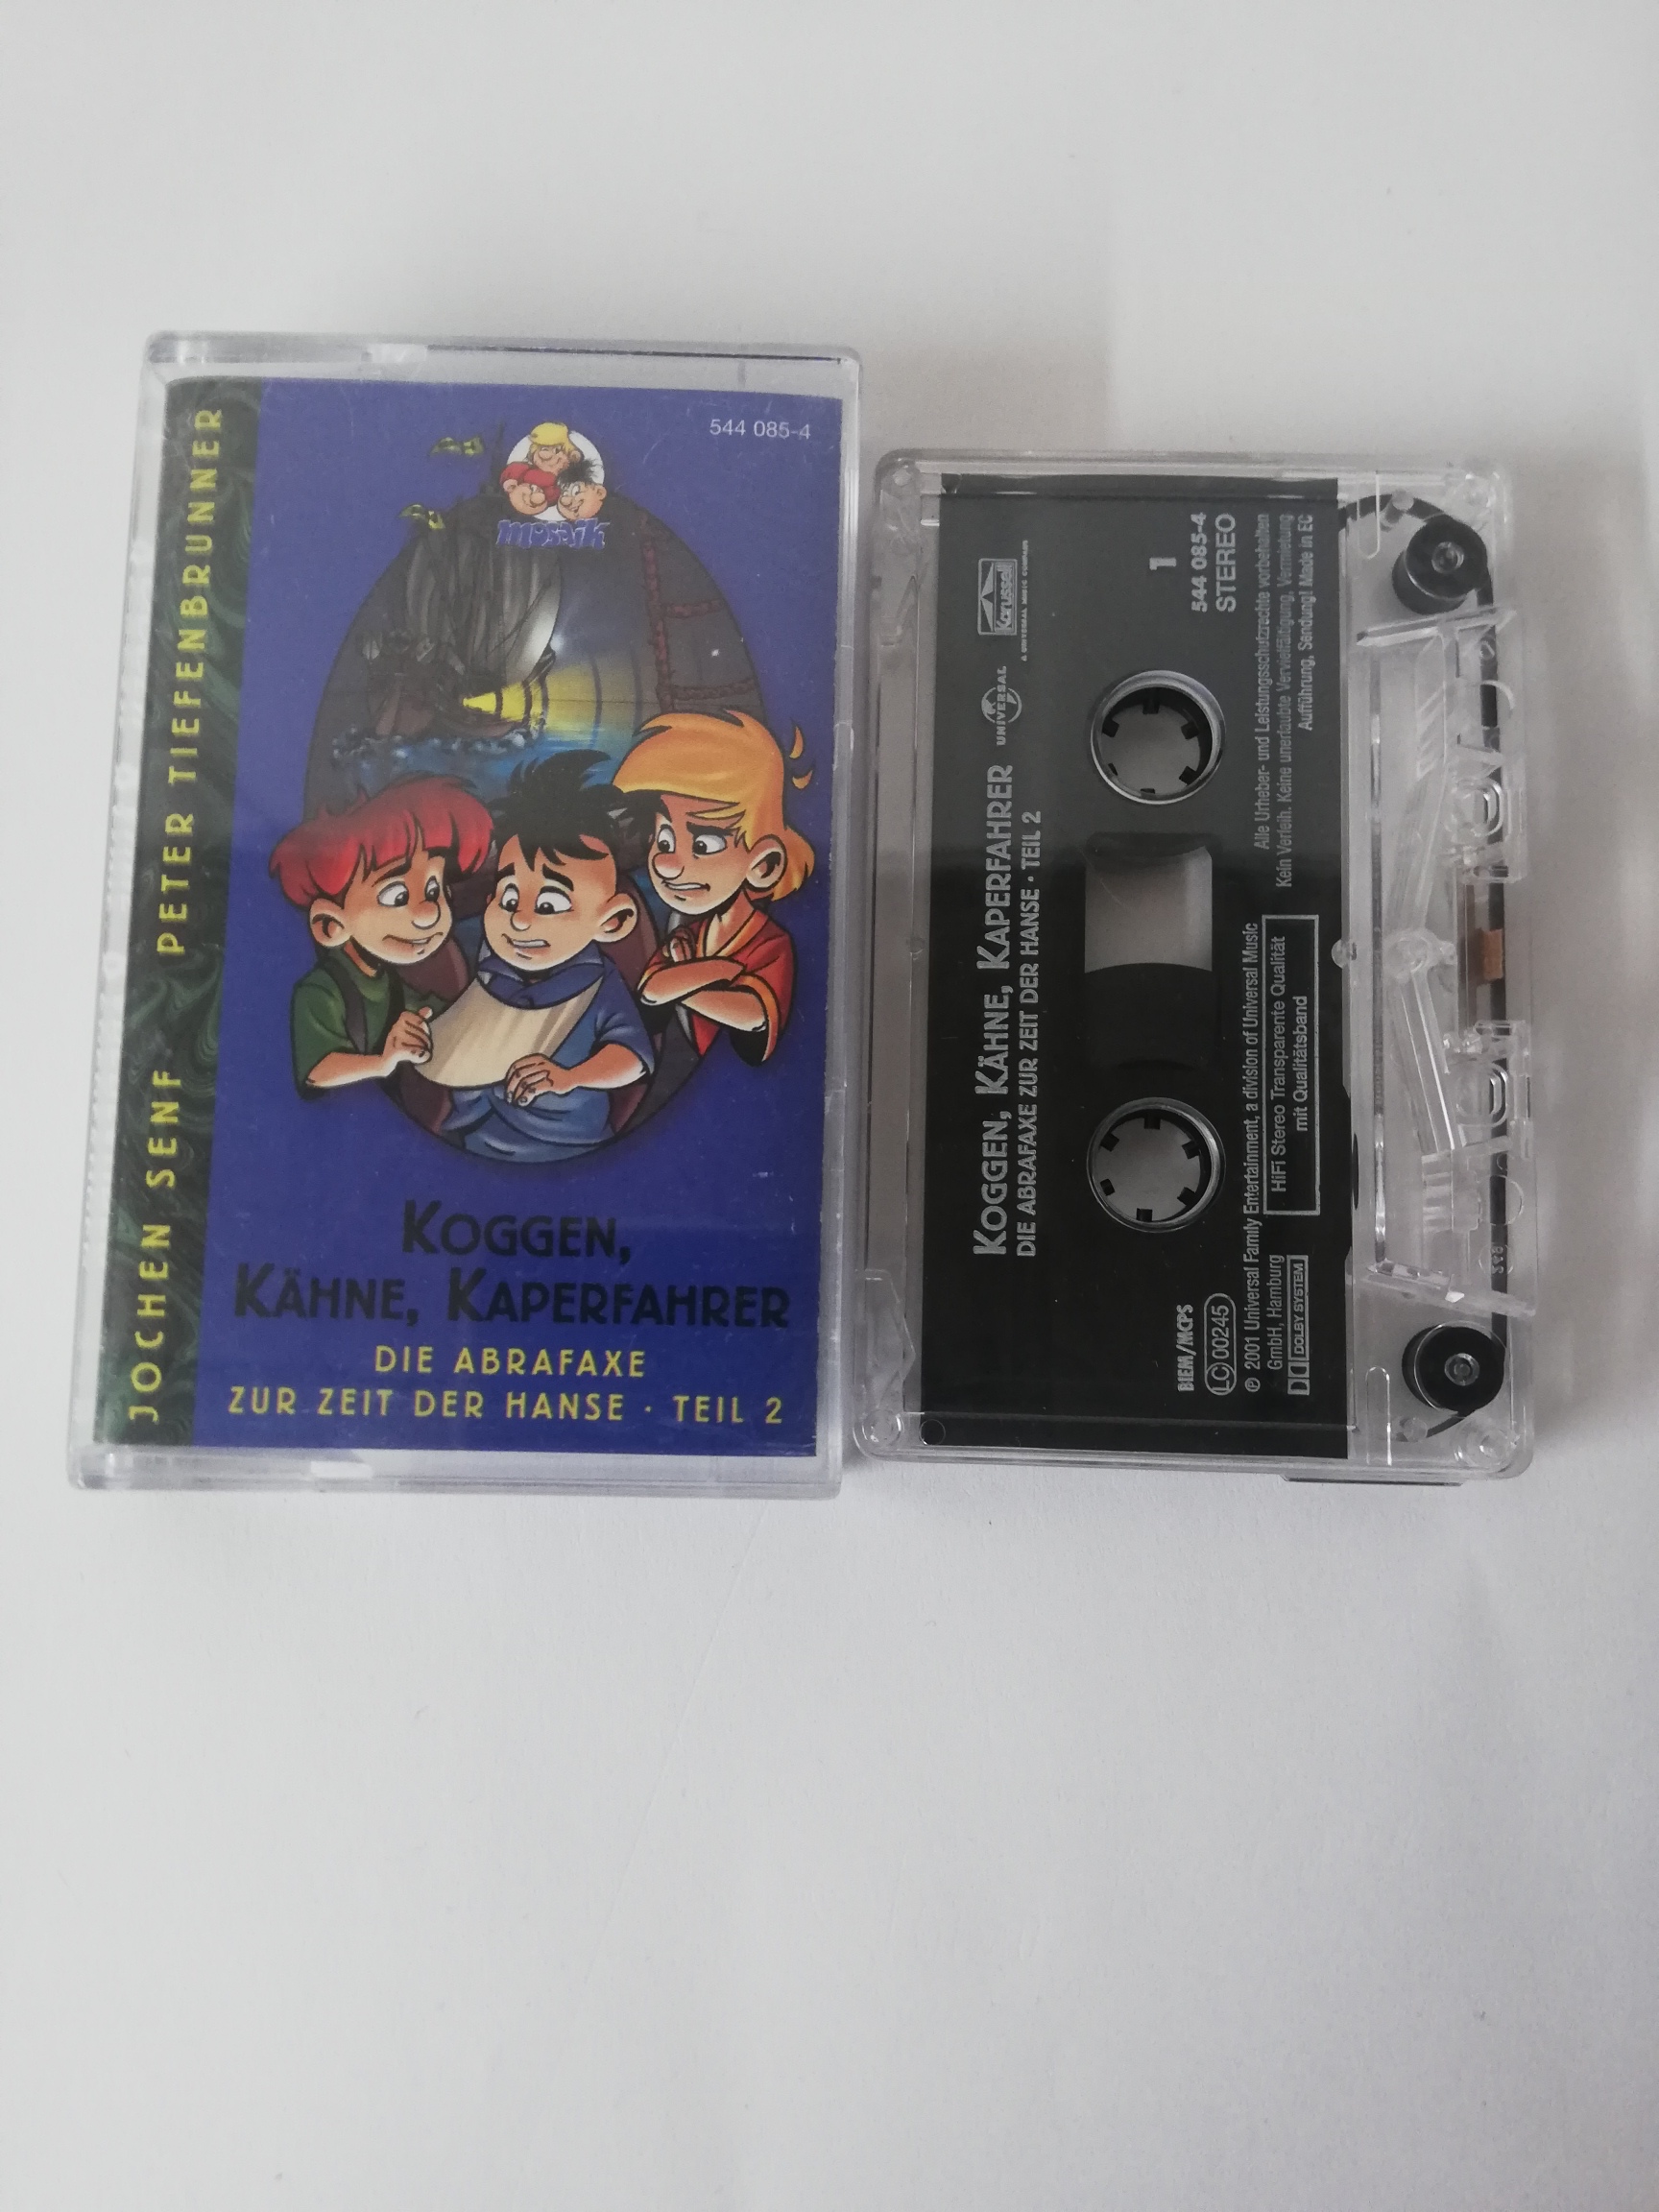 JOCHEN SENF PETER TIEFENBRUNNER
544 085-4
mosaik
KOGGEN,
KÄHNE, KAPERFAHRER
DIE ABRAFAXE
ZUR ZEIT DER HANSE · TEIL 2
KOGGEN, KÄHNE, KAPERFAHRER
DIE ABRAFAXE ZUR ZEIT DER HANSE · TEIL 2
UNIVERSAL
Karussell
A UNIVERSAL MUSIC COMPANY
1
544 085-4
STEREO
BIEM/MCPS
LC 00245
℗ 2001 Universal Family Entertainment, a division of Universal Music
GmbH, Hamburg
DOLBY SYSTEM
HiFi Stereo Transparente Qualität
mit Qualitätsband
Alle Urheber- und Leistungsschutzrechte vorbehalten
Kein Verleih. Keine unerlaubte Vervielfältigung, Vermietung,
Aufführung, Sendung! Made in EC